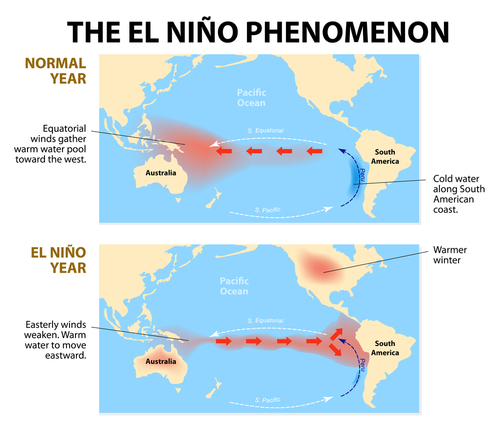 THE EL NIÑO PHENOMENON
NORMAL
YEAR
Pacific
Ocean
Equatorial
winds gather
warm water pool
toward the west.
S. Equatorial
South
America
Australia
Peru
Cold water
along South
American
coast.
S. Pacific
EL NIÑO
YEAR
Warmer
winter
Pacific
Ocean
Easterly winds
weaken. Warm
water to move
eastward.
S. Equatorial
South
America
Australia
Peru
S. Pacific